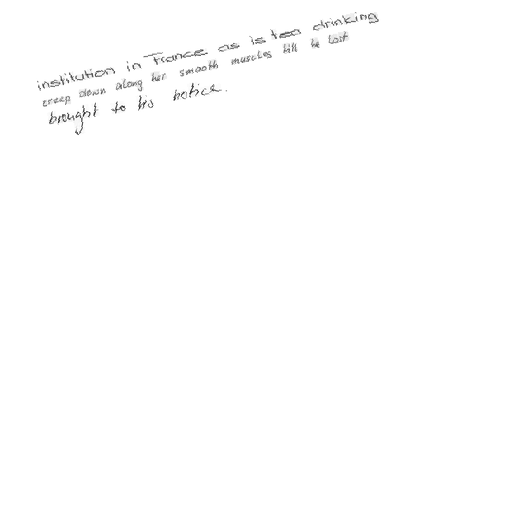 institution in France as is tea drinking
creep down along her smooth muscles till he lost
brought to his notice.